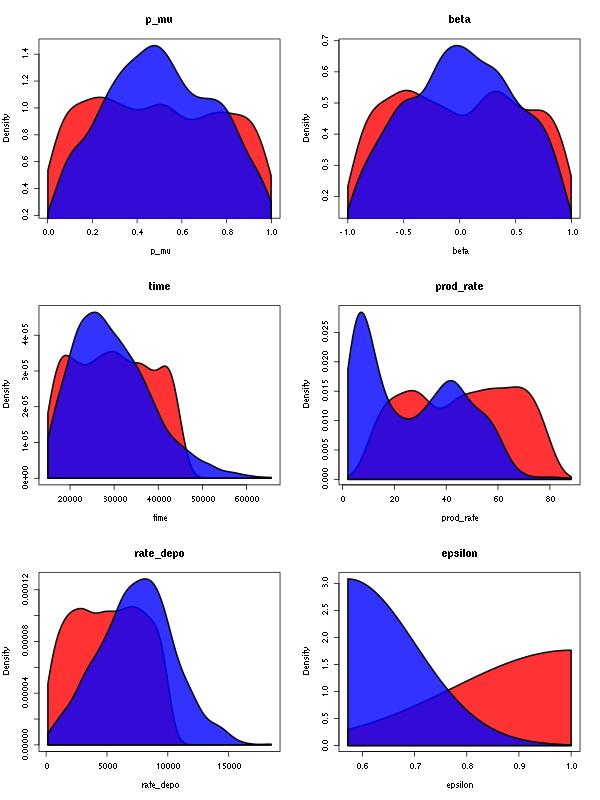 p_mu
beta
Density
0.2 0.4 0.6 0.8 1.0 1.2 1.4
0.0 0.2 0.4 0.6 0.8 1.0
p_mu
Density
0.2 0.3 0.4 0.5 0.6 0.7
-1.0 -0.5 0.0 0.5 1.0
beta
time
prod_rate
Density
0e+00 1e-05 2e-05 3e-05 4e-05
20000 30000 40000 50000 60000
time
Density
0.000 0.005 0.010 0.015 0.020 0.025
0 20 40 60 80
prod_rate
rate_depo
epsilon
Density
0.00000 0.00004 0.00008 0.00012
0 5000 10000 15000
rate_depo
Density
0.0 0.5 1.0 1.5 2.0 2.5 3.0
0.6 0.7 0.8 0.9 1.0
epsilon